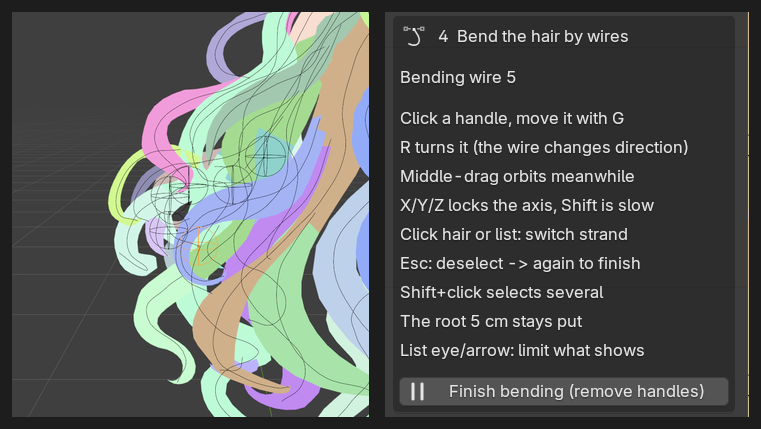 4 Bend the hair by wires
Bending wire 5
Click a handle, move it with G
R turns it (the wire changes direction)
Middle-drag orbits meanwhile
X/Y/Z locks the axis, Shift is slow
Click hair or list: switch strand
Esc: deselect -> again to finish
Shift+click selects several
The root 5 cm stays put
List eye/arrow: limit what shows
Finish bending (remove handles)